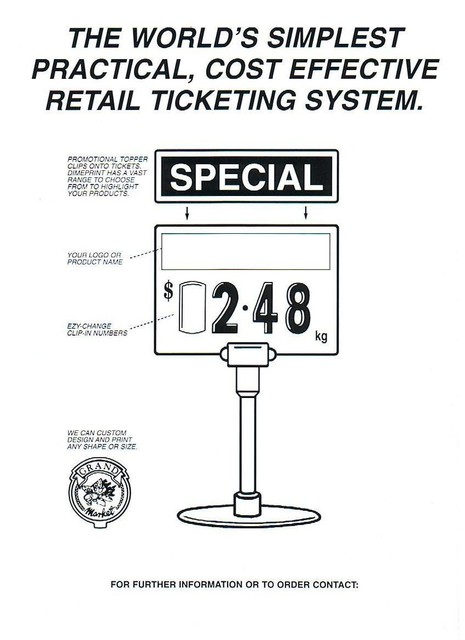 THE WORLD'S SIMPLEST
PRACTICAL, COST EFFECTIVE
RETAIL TICKETING SYSTEM.
PROMOTIONAL TOPPER
CLIPS ONTO TICKETS.
DIMEPRINT HAS A VAST
RANGE TO CHOOSE
FROM TO HIGHLIGHT
YOUR PRODUCTS.
SPECIAL
YOUR LOGO OR
PRODUCT NAME
$ 2.48
kg
EZY-CHANGE
CLIP-IN NUMBERS
WE CAN CUSTOM
DESIGN AND PRINT
ANY SHAPE OR SIZE.
GRAND
Market
FOR FURTHER INFORMATION OR TO ORDER CONTACT: